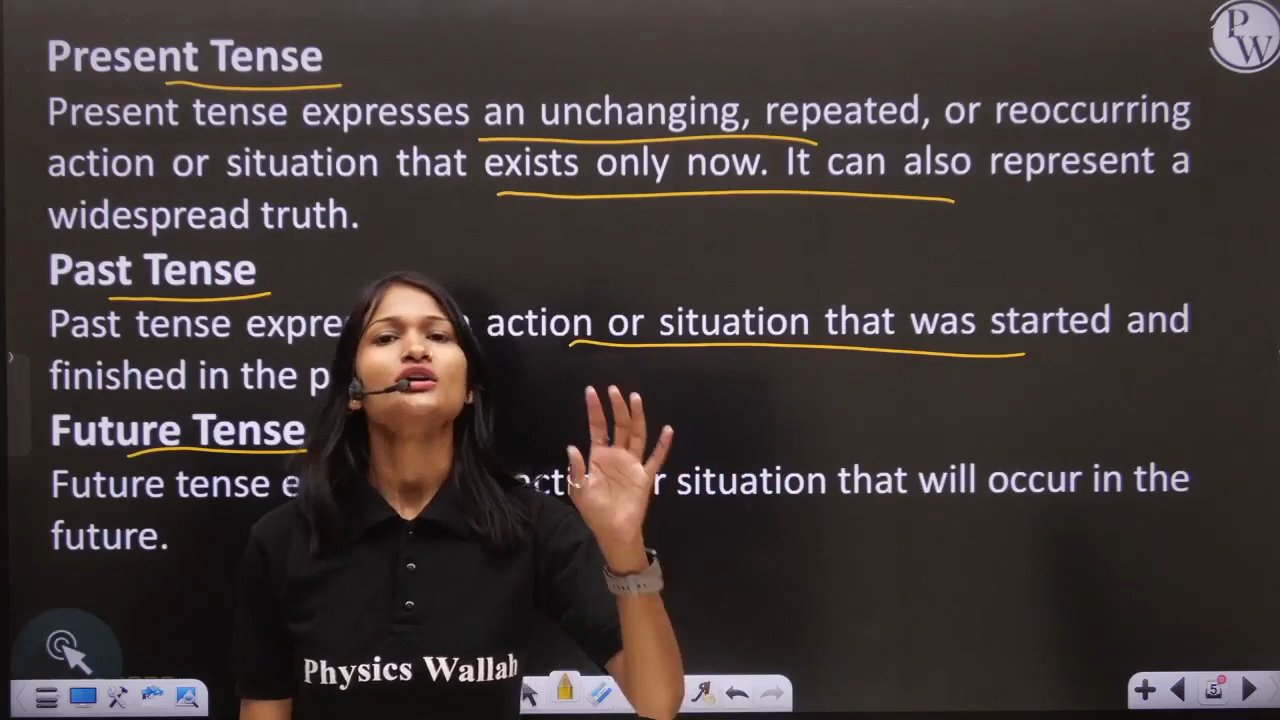 PW
Present Tense
Present tense expresses an unchanging, repeated, or reoccurring
action or situation that exists only now. It can also represent a
widespread truth.
Past Tense
Past tense action or situation that was started and
finished in the
Future Tense
Future tense situation that will occur in the
future.
Physics Wallah
5